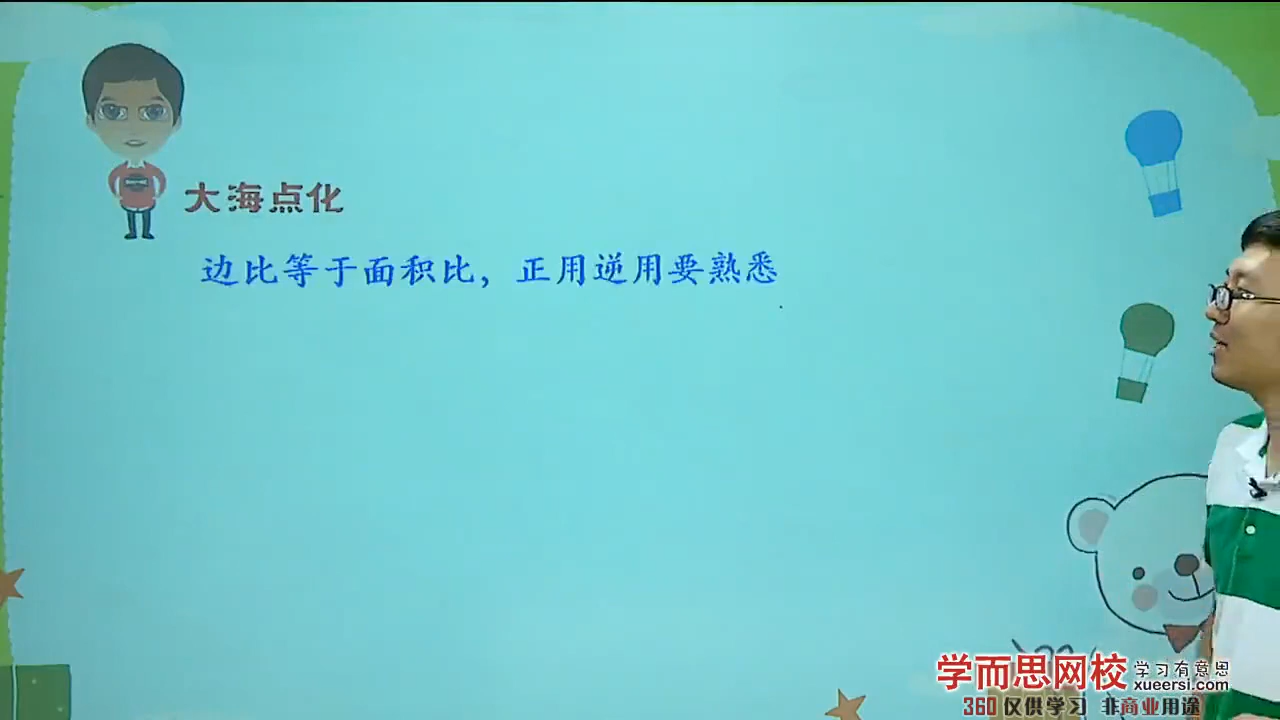 大海点化
边比等于面积比，正用逆用要熟悉
学而思网校 学习有意思
xueersi.com
360 仅供学习 非商业用途